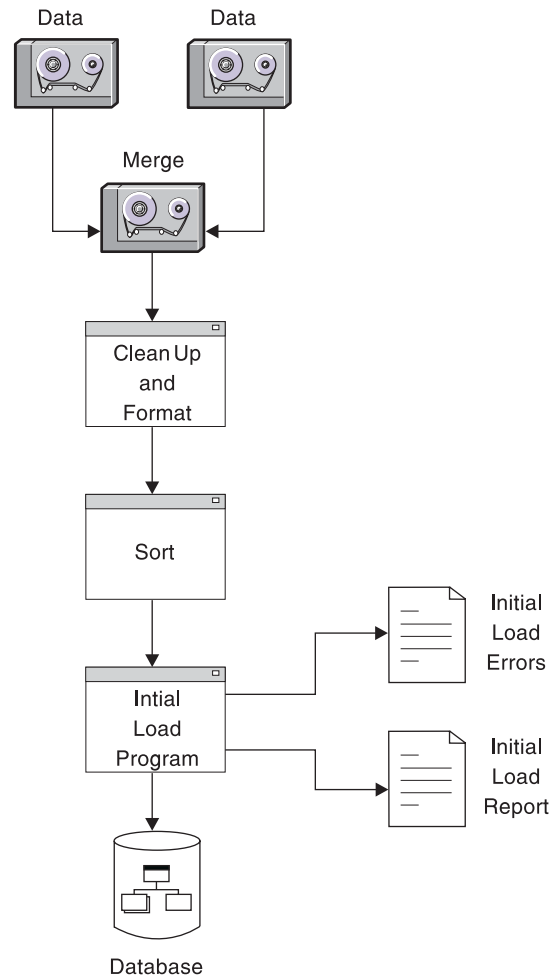 Data
Data
Merge
Clean Up
and
Format
Sort
Intial
Load
Program
Initial
Load
Errors
Initial
Load
Report
Database